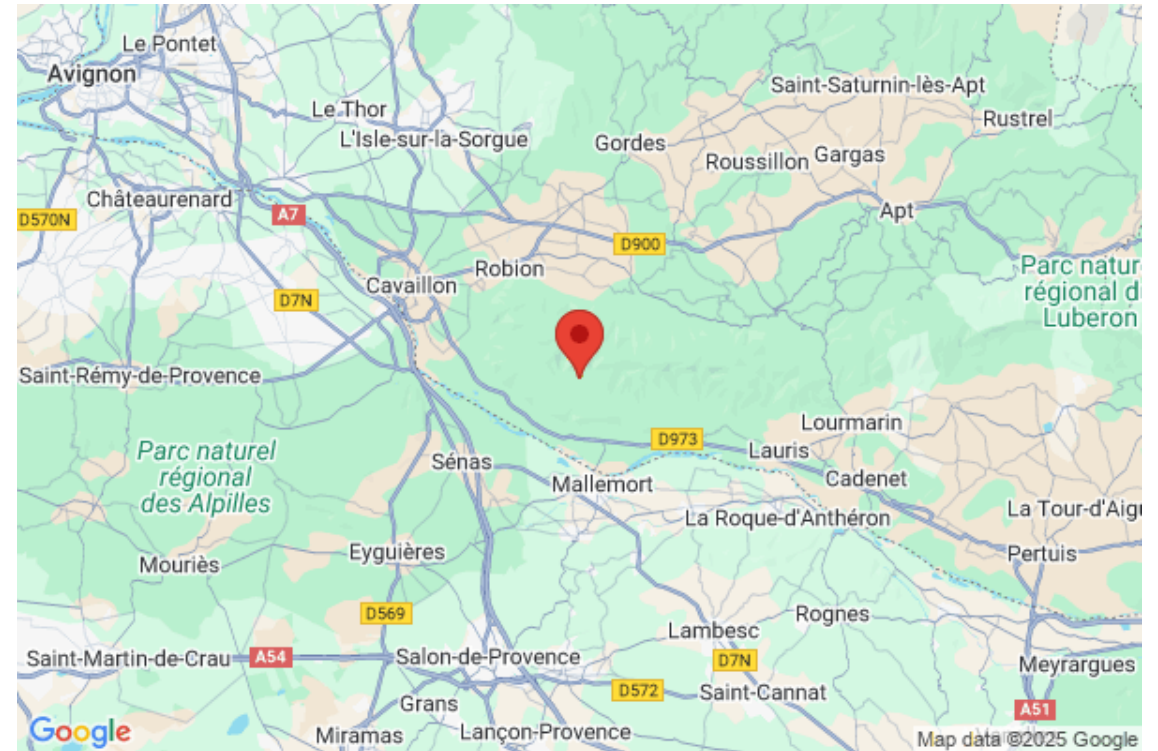 Le Pontet
Avignon
Saint-Saturnin-lès-Apt
Le Thor
Rustrel
L'Isle-sur-la-Sorgue
Gordes
Roussillon
Gargas
Châteaurenard
D570N
A7
Apt
D900
Robion
Cavaillon
D7N
Parc natur
régional d
Luberon
Saint-Rémy-de-Provence
Lourmarin
D973
Lauris
Parc naturel
régional
des Alpilles
Sénas
Mallemort
Cadenet
La Roque-d'Anthéron
La Tour-d'Aigu
Eyguières
Pertuis
Mouriès
D569
Rognes
Lambesc
Saint-Martin-de-Crau
A54
Salon-de-Provence
D7N
Meyrargues
D572
Saint-Cannat
Grans
A51
Google
Miramas
Lançon-Provence
Map data ©2025 Google